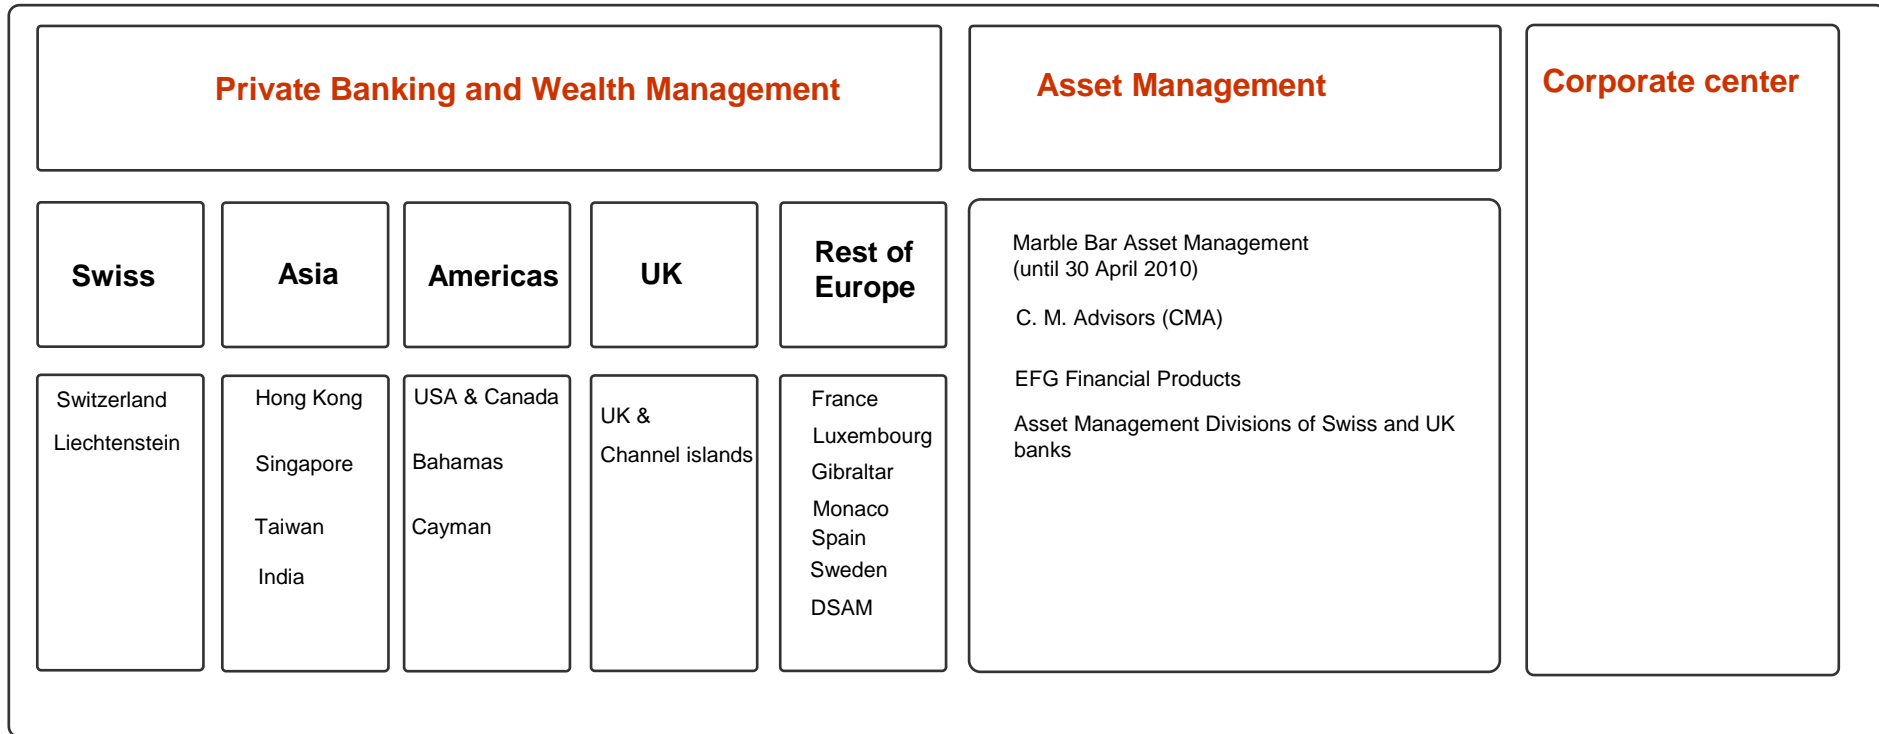 Private Banking and Wealth Management
Asset Management
Corporate center
Swiss
Asia
Americas
UK
Rest of
Europe
Switzerland
Liechtenstein
Hong Kong
Singapore
Taiwan
India
USA & Canada
Bahamas
Cayman
UK &
Channel islands
France
Luxembourg
Gibraltar
Monaco
Spain
Sweden
DSAM
Marble Bar Asset Management
(until 30 April 2010)
C. M. Advisors (CMA)
EFG Financial Products
Asset Management Divisions of Swiss and UK
banks